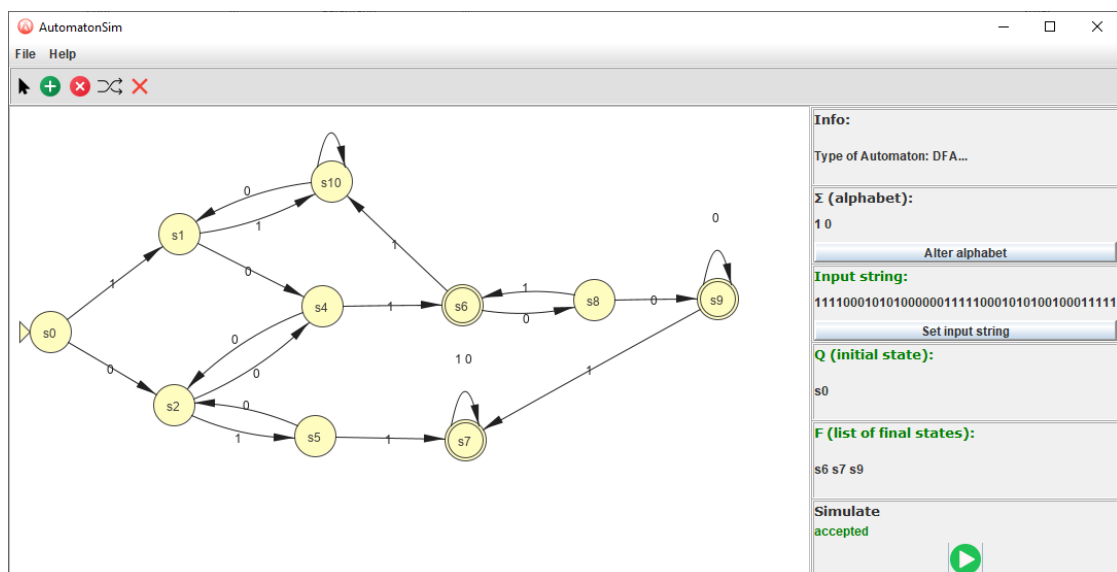 AutomatonSim
File Help
Info:
Type of Automaton: DFA...
Σ (alphabet):
1 0
Alter alphabet
Input string:
111100010101000000111110001010100100011111
Set input string
Q (initial state):
s0
F (list of final states):
s6 s7 s9
Simulate
accepted
s10
0
1
s1
0
1
1
0
s0
0
s4
1
s6
1
0
s8
0
s9
0
0
1 0
s2
0
1
s5
1
s7
1